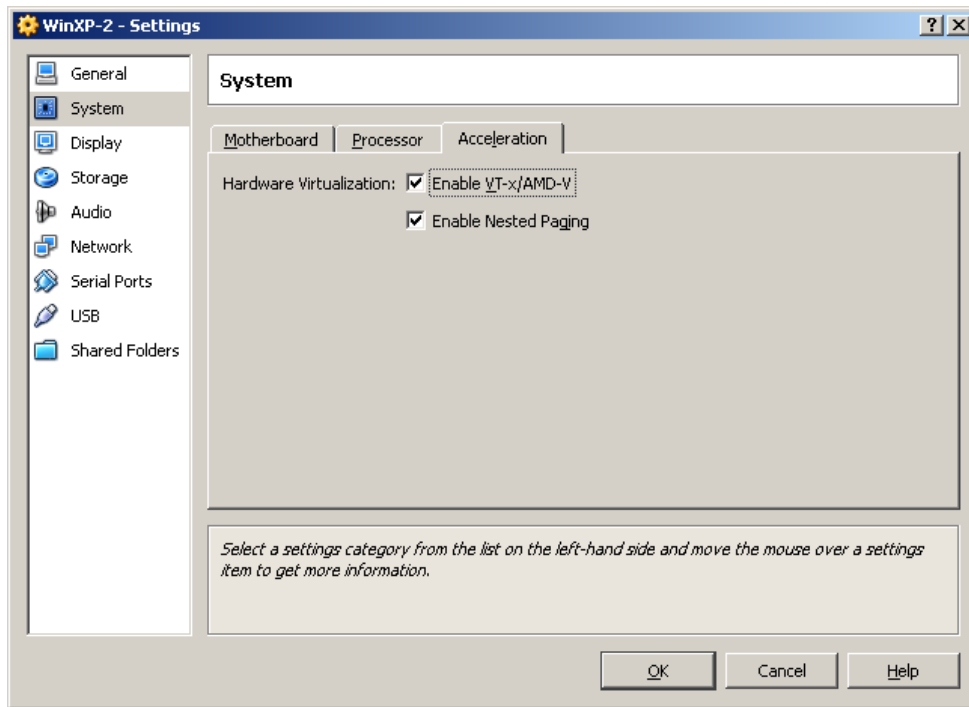 WinXP-2 - Settings
General
System
Display
Storage
Audio
Network
Serial Ports
USB
Shared Folders
System
Motherboard Processor Acceleration
Hardware Virtualization: Enable VT-x/AMD-V
Enable Nested Paging
Select a settings category from the list on the left-hand side and move the mouse over a settings
item to get more information.
OK Cancel Help